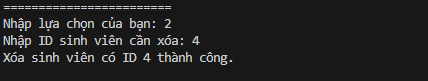 ========================
Nhập lựa chọn của bạn: 2
Nhập ID sinh viên cần xóa: 4
Xóa sinh viên có ID 4 thành công.